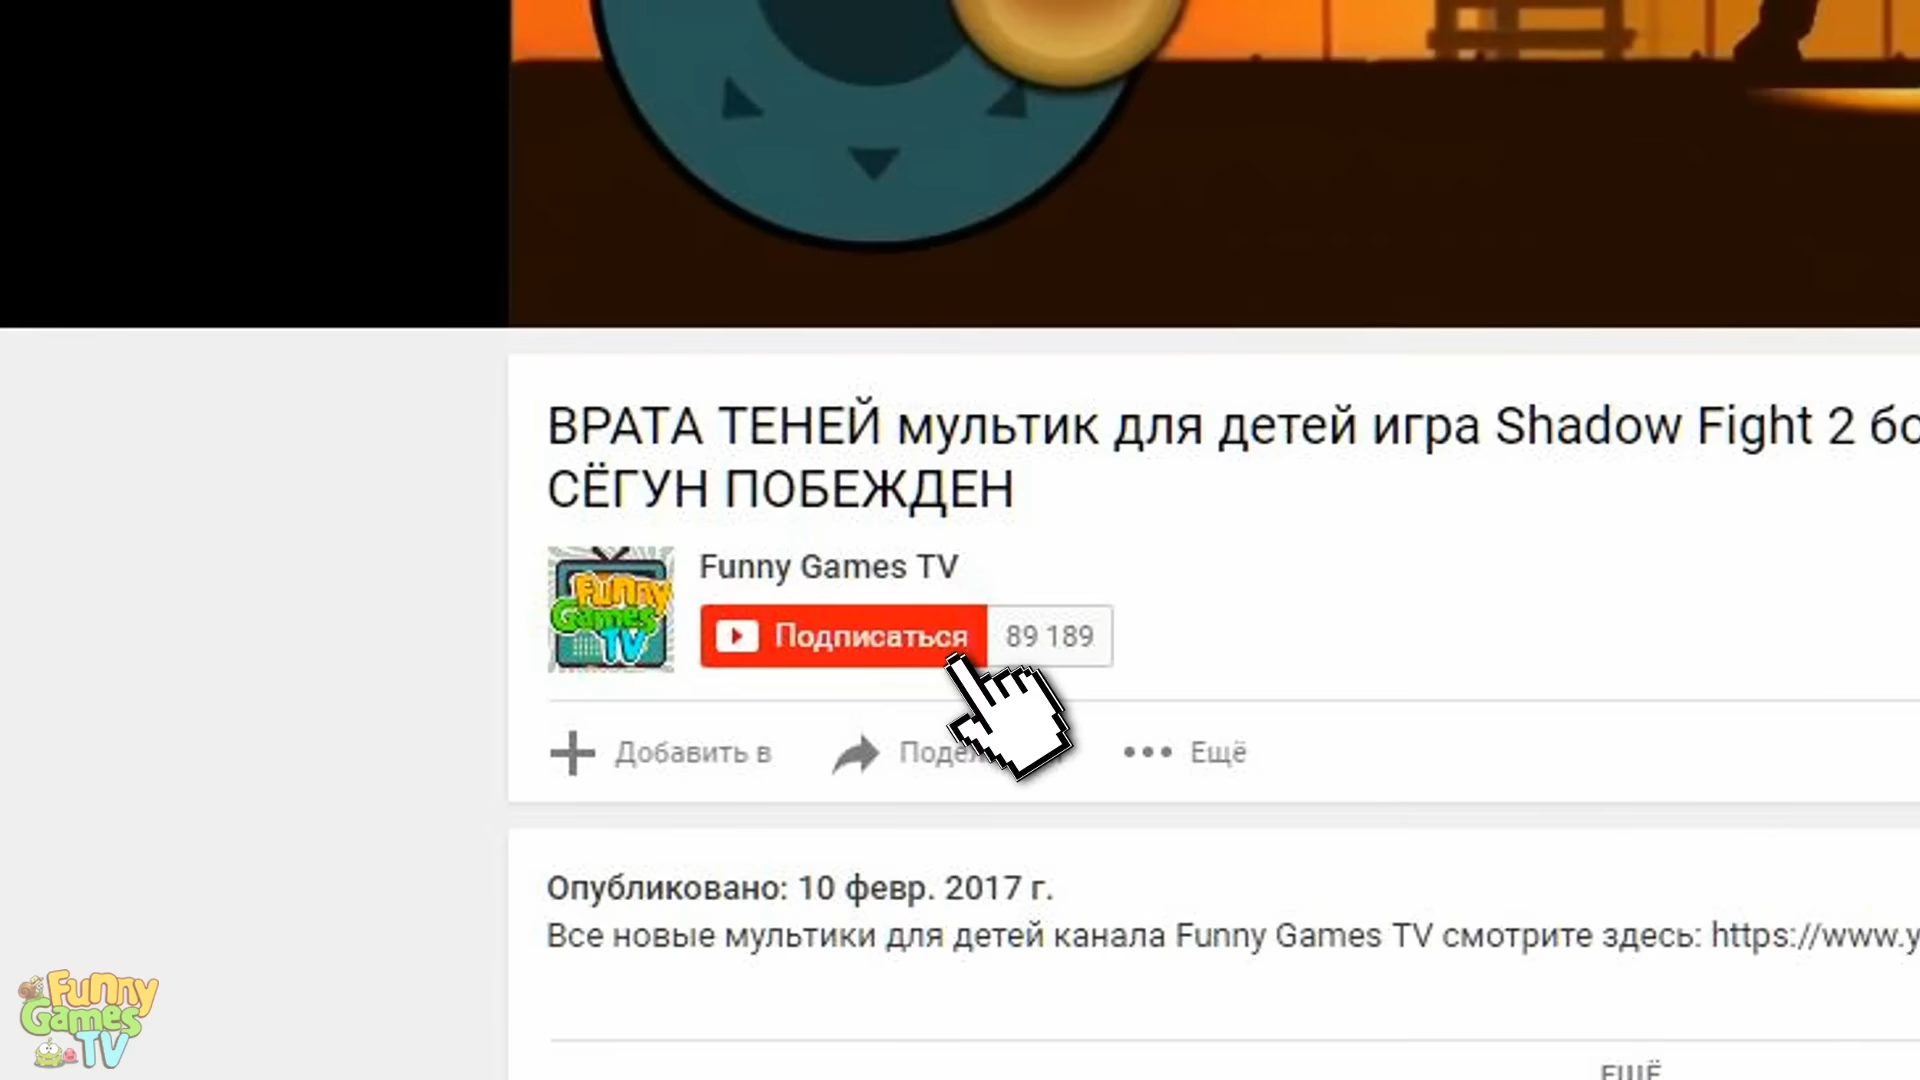 ВРАТА ТЕНЕЙ мультик для детей игра Shadow Fight 2
СЁГУН ПОБЕЖДЕН
Funny Games TV
Funny
Games
TV
Подписаться 89 189
Добавить в Ещё
Опубликовано: 10 февр. 2017 г.
Все новые мультики для детей канала Funny Games TV смотрите здесь: https://www.y
ЕЩЁ
Funny
Games
TV